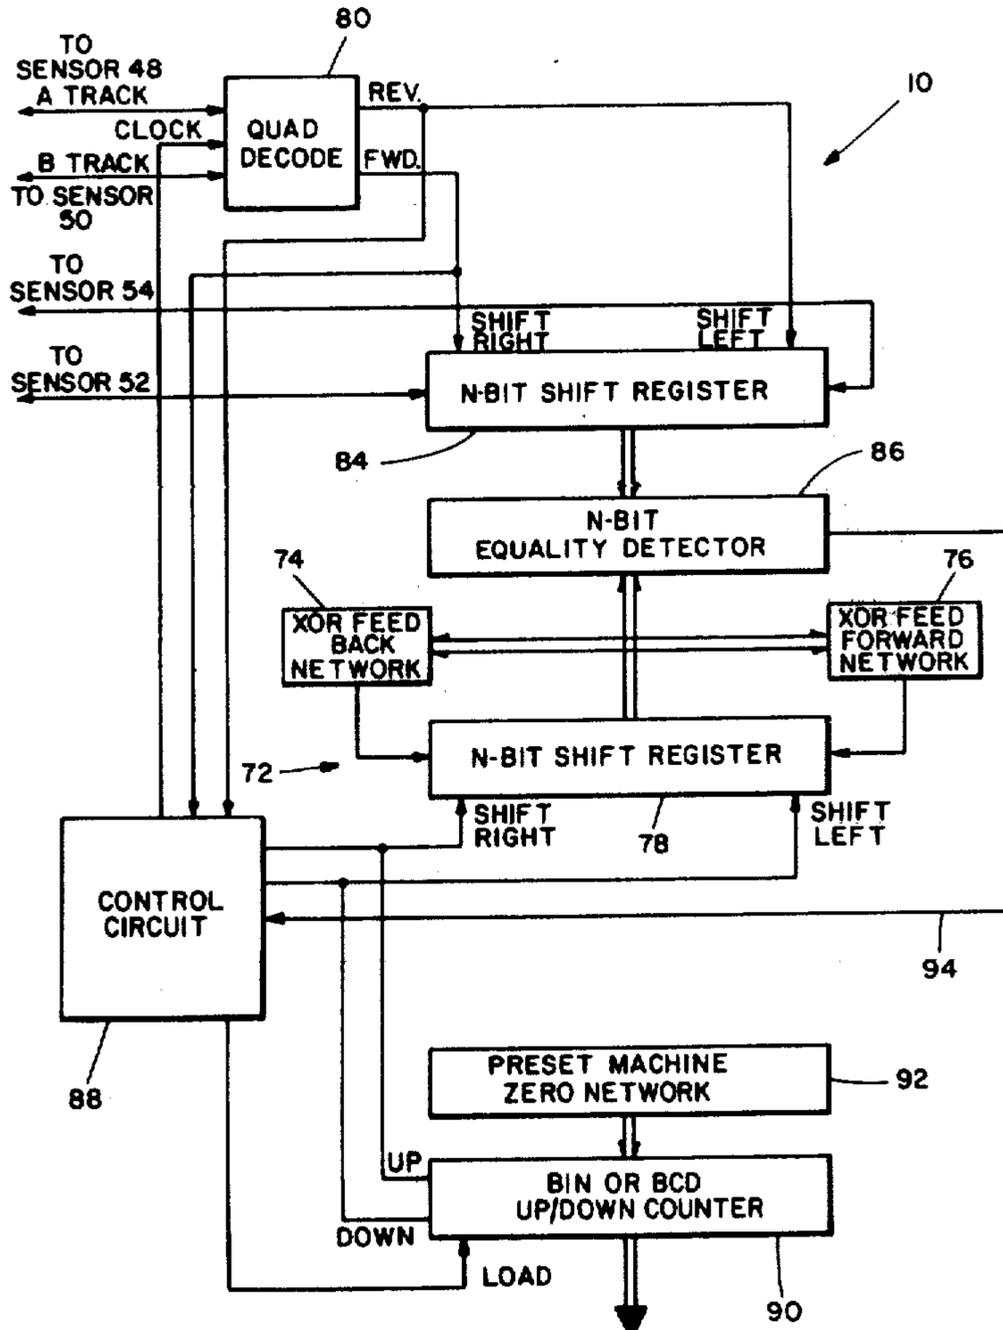 80
TO
SENSOR 48
A TRACK
CLOCK
B TRACK
TO SENSOR
50
QUAD
DECODE
REV.
FWD.
10
TO
SENSOR 54
SHIFT
RIGHT
SHIFT
LEFT
TO
SENSOR 52
N-BIT SHIFT REGISTER
84
86
N-BIT
EQUALITY DETECTOR
74
76
XOR FEED
BACK
NETWORK
XOR FEED
FORWARD
NETWORK
N-BIT SHIFT REGISTER
72
SHIFT
RIGHT
78
SHIFT
LEFT
CONTROL
CIRCUIT
94
88
PRESET MACHINE
ZERO NETWORK
92
UP
BIN OR BCD
UP/DOWN COUNTER
DOWN
LOAD
90